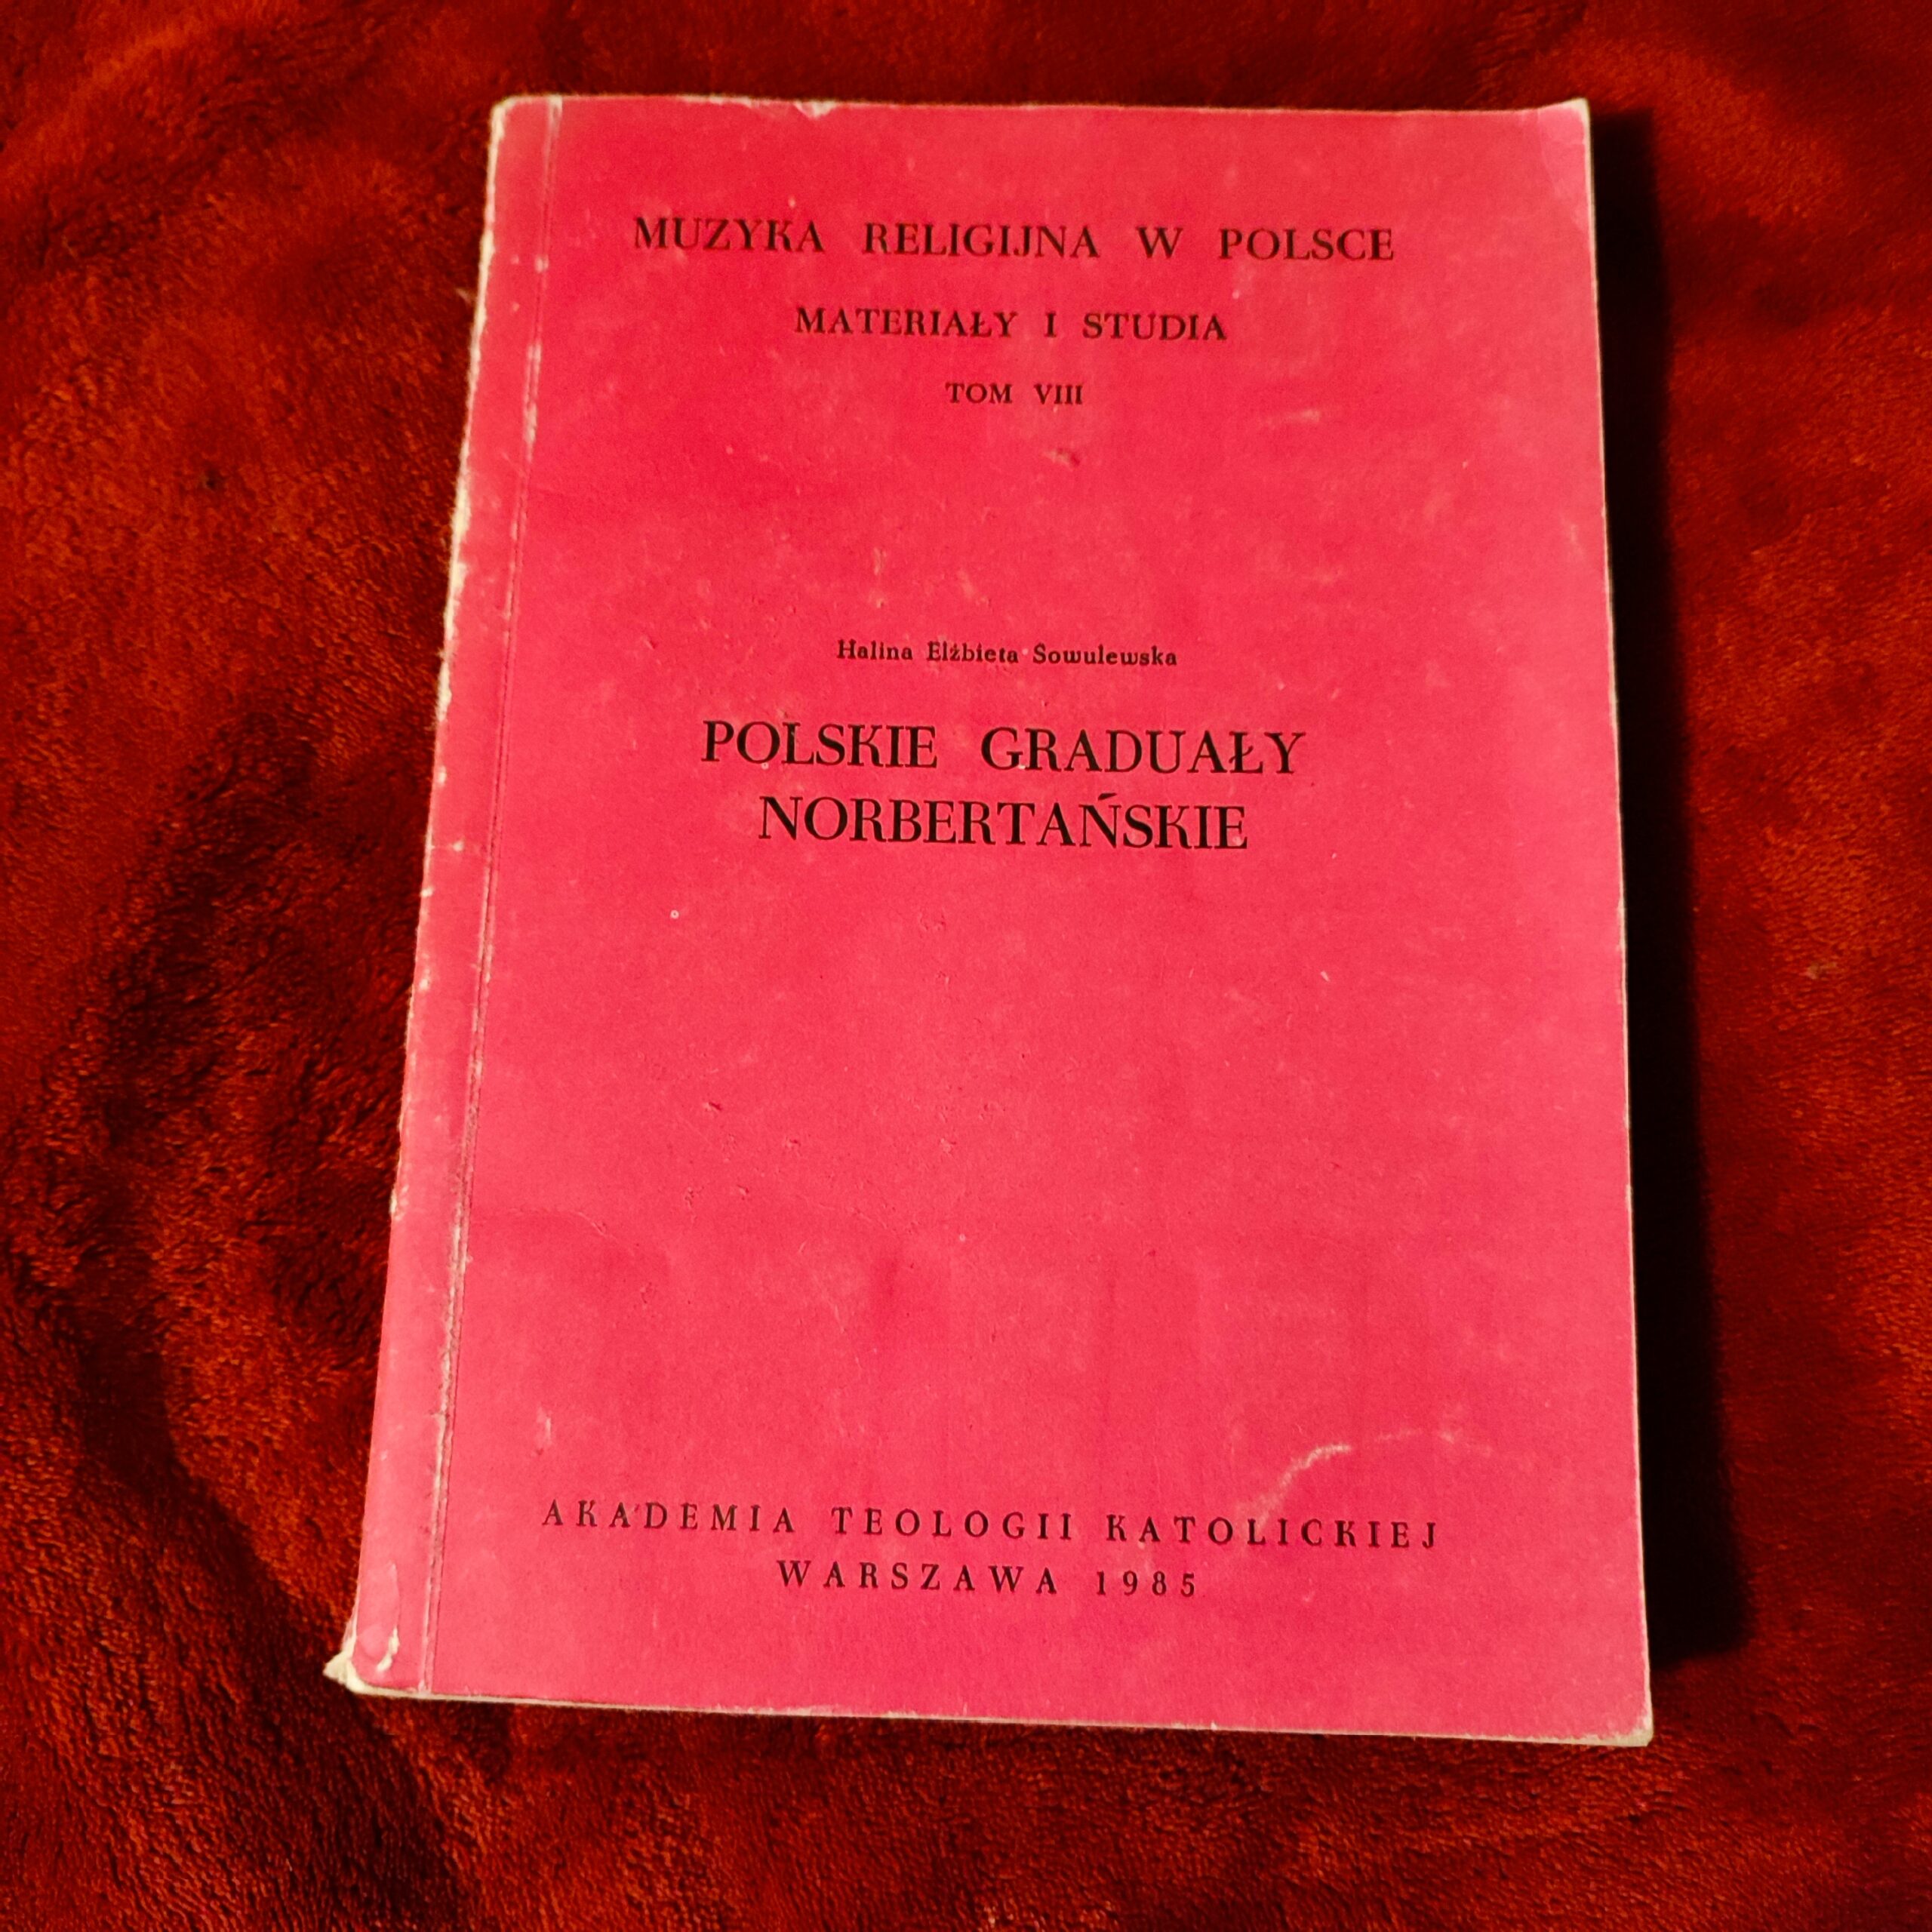 MUZYKA RELIGIJNA W POLSCE
MATERIAŁY I STUDIA
TOM VIII
Halina Elżbieta Sowulewska
POLSKIE GRADUAŁY
NORBERTAŃSKIE
AKADEMIA TEOLOGII KATOLICKIEJ
WARSZAWA 1985